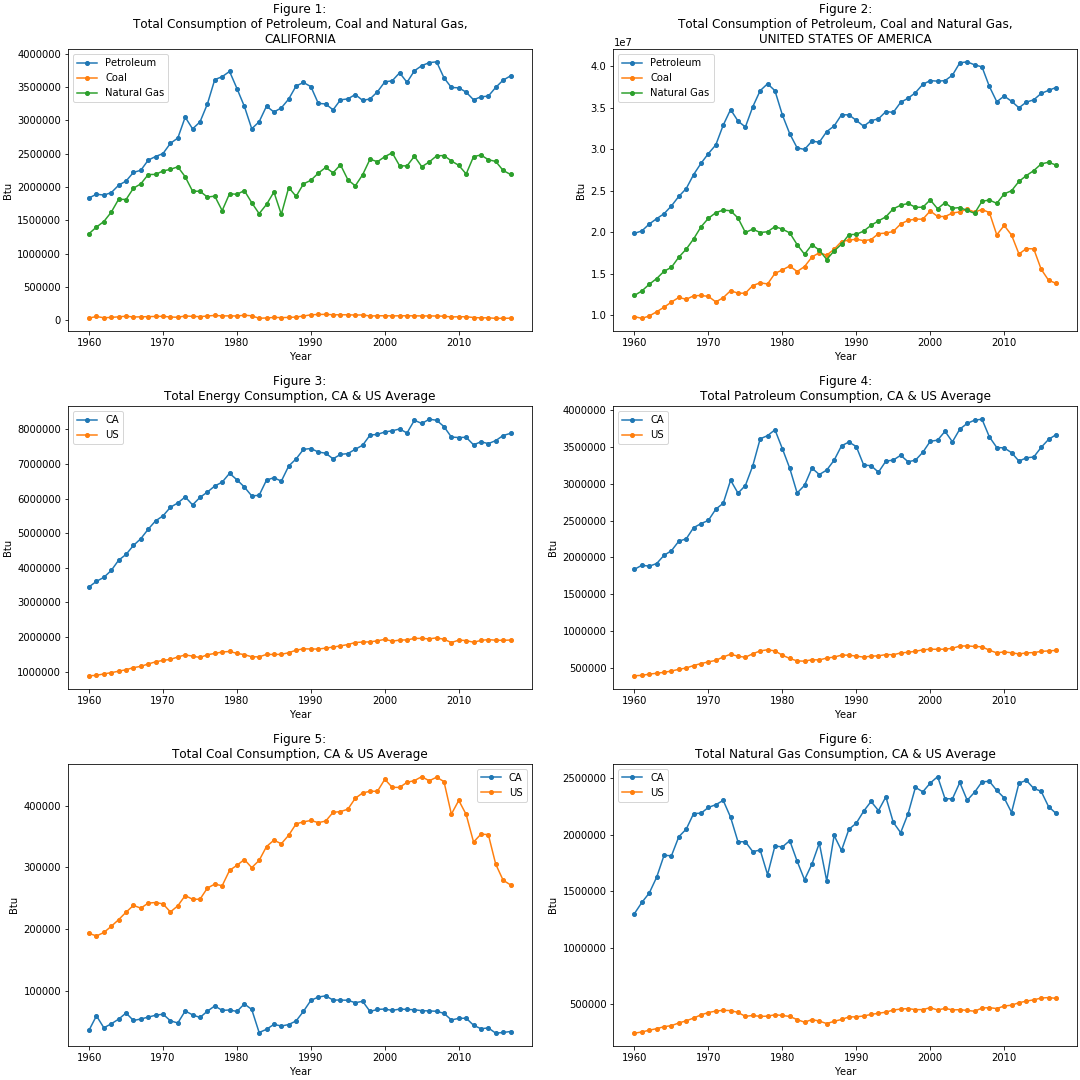 Figure 1:
Total Consumption of Petroleum, Coal and Natural Gas,
CALIFORNIA
4000000
3500000
3000000
2500000
2000000
1500000
1000000
500000
0
Btu
Petroleum
Coal
Natural Gas
1960 1970 1980 1990 2000 2010
Year
Figure 2:
Total Consumption of Petroleum, Coal and Natural Gas,
UNITED STATES OF AMERICA
1e7
4.0
3.5
3.0
2.5
2.0
1.5
1.0
Btu
Petroleum
Coal
Natural Gas
1960 1970 1980 1990 2000 2010
Year
Figure 3:
Total Energy Consumption, CA & US Average
8000000
7000000
6000000
5000000
4000000
3000000
2000000
1000000
Btu
CA
US
1960 1970 1980 1990 2000 2010
Year
Figure 4:
Total Patroleum Consumption, CA & US Average
4000000
3500000
3000000
2500000
2000000
1500000
1000000
500000
Btu
CA
US
1960 1970 1980 1990 2000 2010
Year
Figure 5:
Total Coal Consumption, CA & US Average
400000
300000
200000
100000
Btu
CA
US
1960 1970 1980 1990 2000 2010
Year
Figure 6:
Total Natural Gas Consumption, CA & US Average
2500000
2000000
1500000
1000000
500000
Btu
CA
US
1960 1970 1980 1990 2000 2010
Year